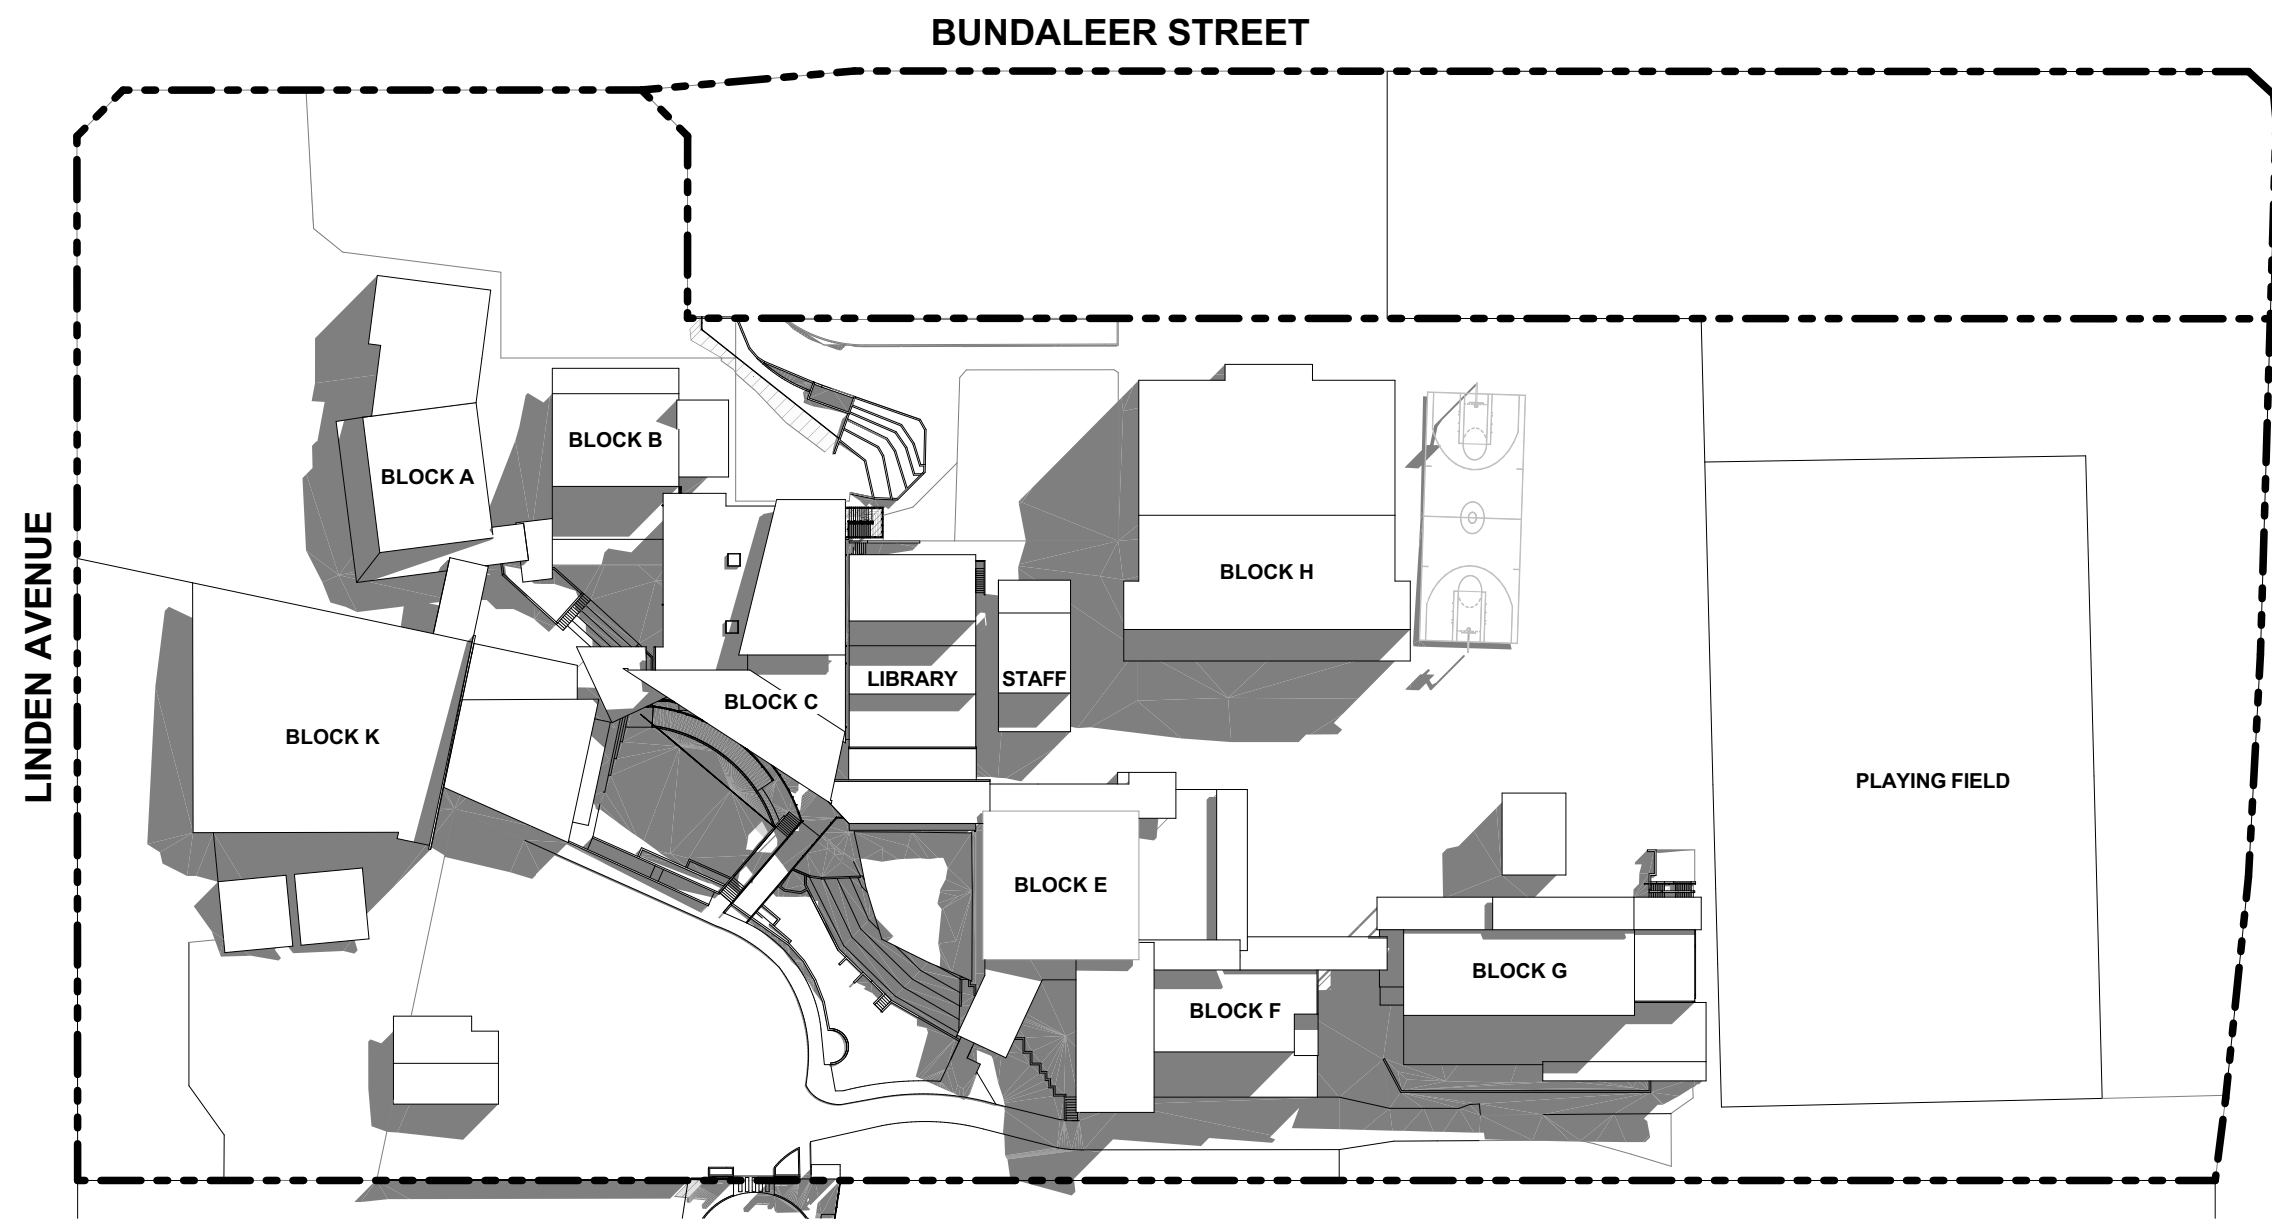 BUNDALEER STREET
LINDEN AVENUE
BLOCK A
BLOCK B
BLOCK H
BLOCK K
BLOCK C
LIBRARY
STAFF
PLAYING FIELD
BLOCK E
BLOCK F
BLOCK G